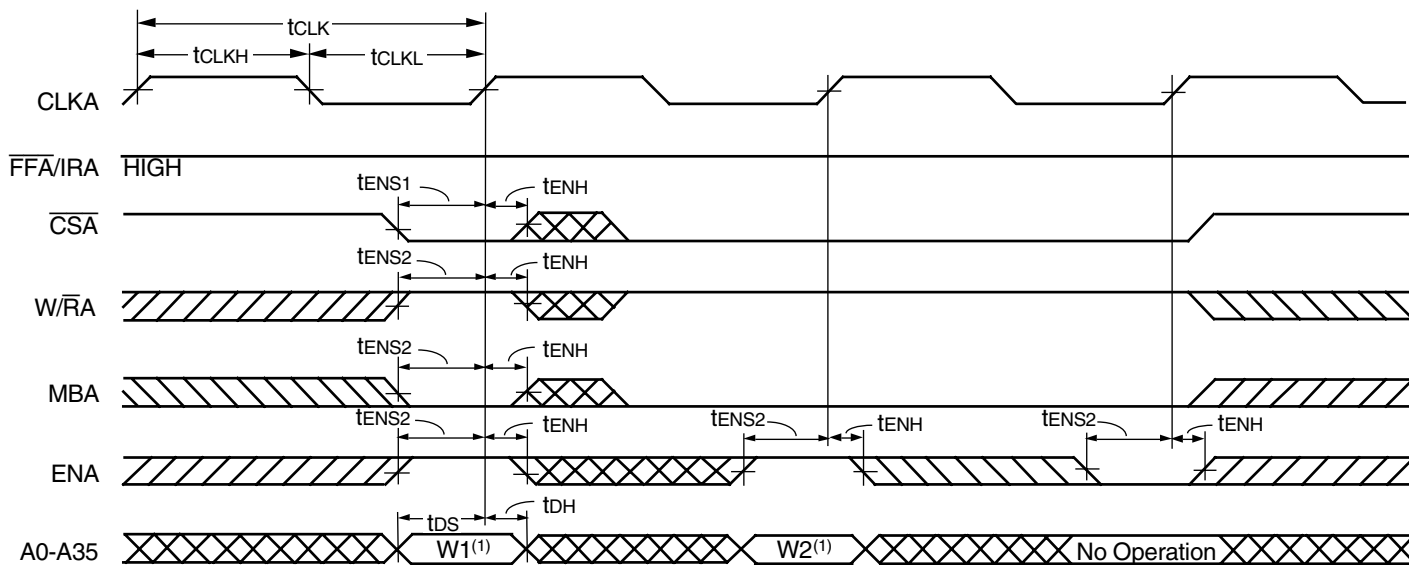 tCLK
tCLKH tCLKL
CLKA
FFA/IRA HIGH
tENS1 tENH
CSA
tENS2 tENH
W/RA
tENS2 tENH
MBA
tENS2 tENH tENS2 tENH tENS2 tENH
ENA
tDS tDH
A0-A35 W1(1) W2(1) No Operation